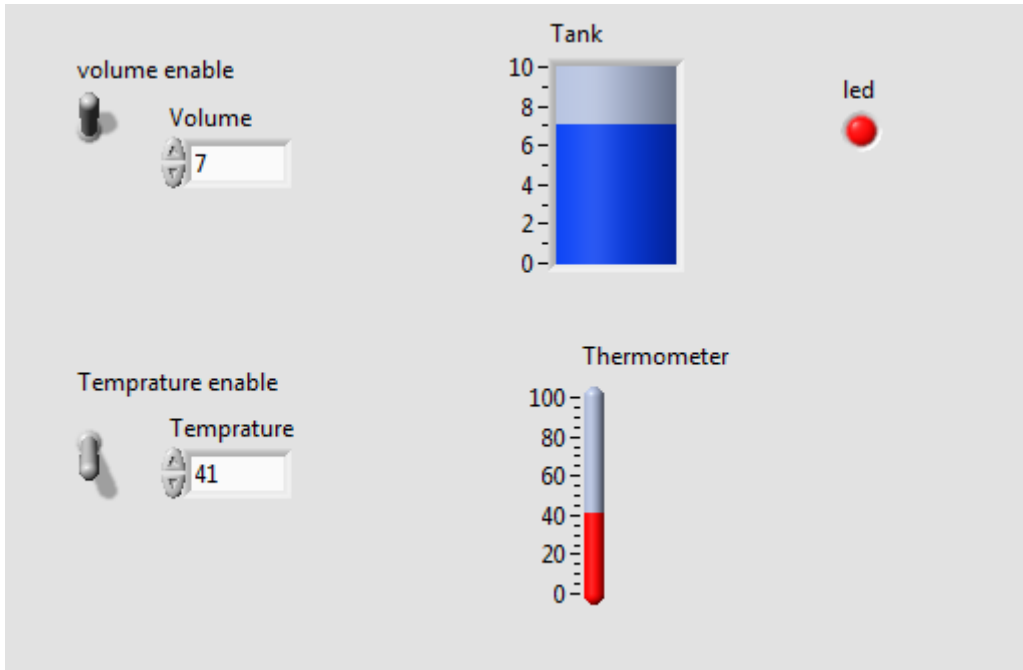 volume enable
Volume
7
Tank
10
8
6
4
2
0
led
Temprature enable
Temprature
41
Thermometer
100
80
60
40
20
0